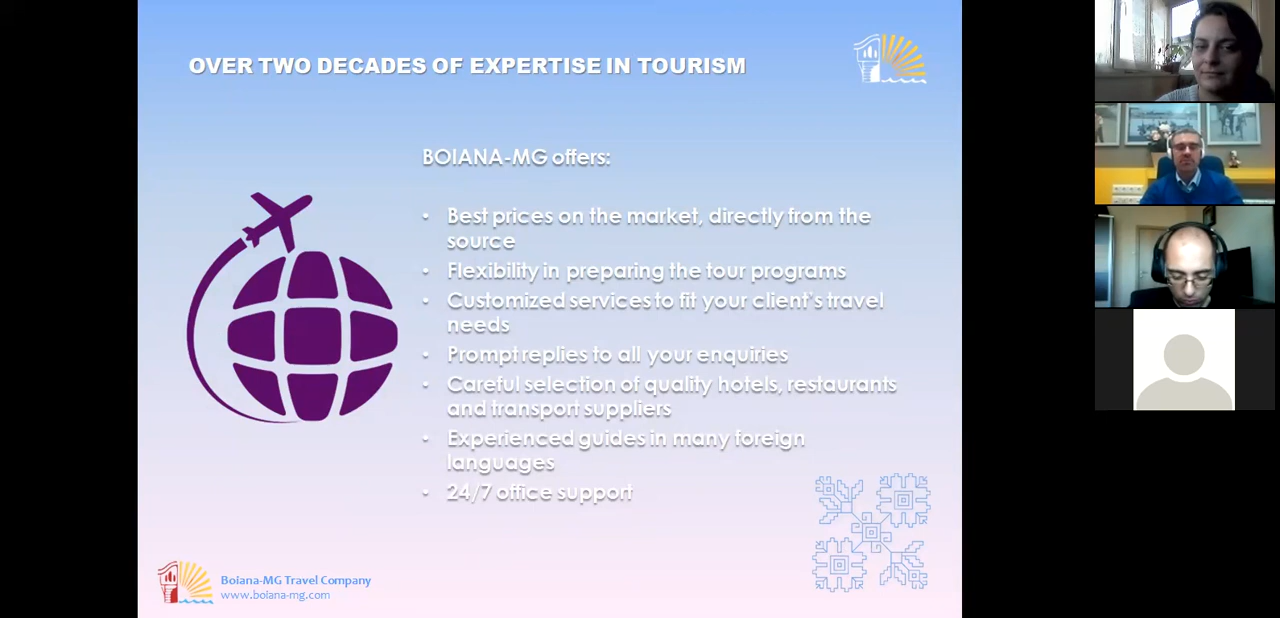 OVER TWO DECADES OF EXPERTISE IN TOURISM
BOIANA-MG offers:
• Best prices on the market, directly from the
source
• Flexibility in preparing the tour programs
• Customized services to fit your client's travel
needs
• Prompt replies to all your enquiries
• Careful selection of quality hotels, restaurants
and transport suppliers
• Experienced guides in many foreign
languages
• 24/7 office support
Boiana-MG Travel Company
www.boiana-mg.com